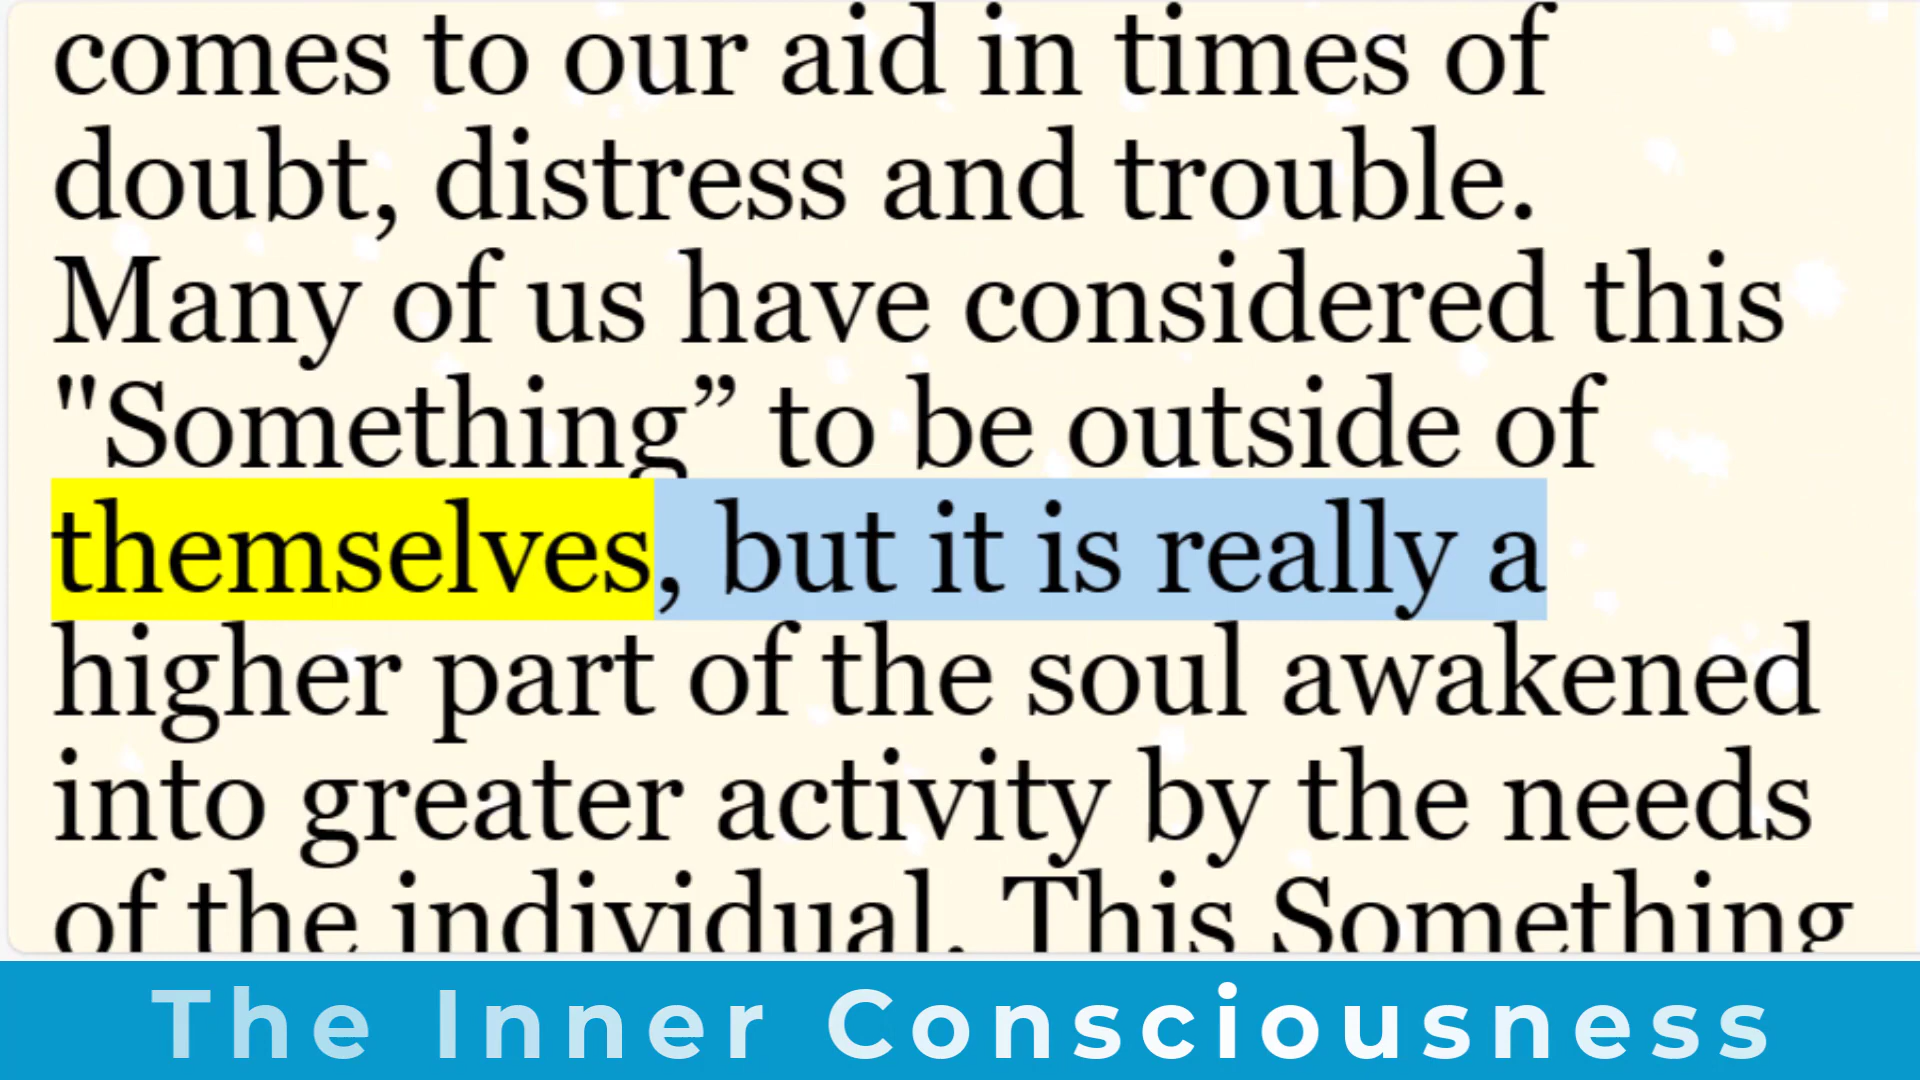 comes to our aid in times of
doubt, distress and trouble.
Many of us have considered this
"Something” to be outside of
themselves, but it is really a
higher part of the soul awakened
into greater activity by the needs
of the individual. This Something
The Inner Consciousness